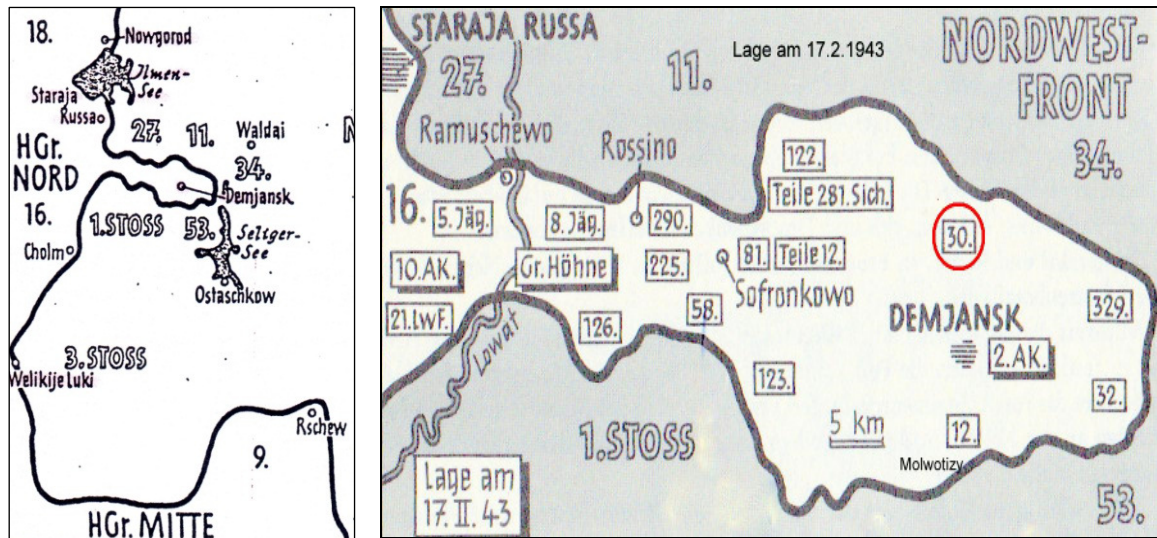 18.
Nowgorod
Ilmen-
See
Staraja
Russa
27.
11.
Waldai
HGr.
NORD
34.
Demjansk
16.
1.STOSS
53.
Seliger-
See
Cholm
Ostaschkow
3.STOSS
Welikije Luki
Rschew
9.
HGr. MITTE
STARAJA RUSSA
Lage am 17.2.1943
NORDWEST-
FRONT
27.
11.
34.
Ramuschewo
Rossino
122.
Teile 281. Sich.
16.
5. Jäg.
8. Jäg.
290.
30.
10. AK.
Gr. Höhne
225.
81.
Teile 12.
Sofronkowo
21. LwF.
126.
58.
329.
Lowat
DEMJANSK
2. AK.
123.
32.
5 km
12.
1.STOSS
Molwotizy
Lage am
17. II. 43
53.